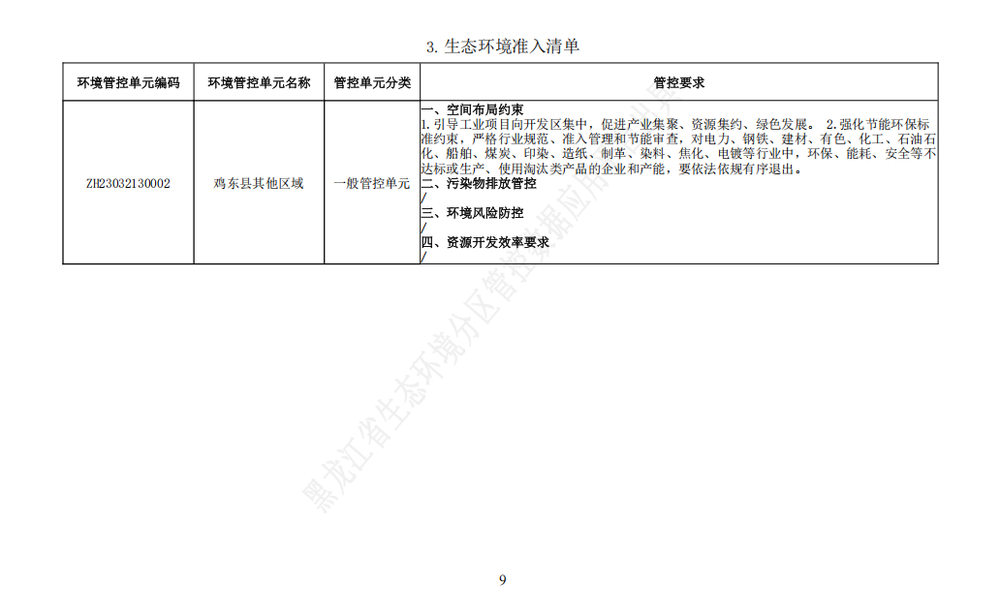 3.生态环境准入清单
环境管控单元编码 环境管控单元名称 管控单元分类 管控要求
ZH23032130002 鸡东县其他区域 一般管控单元
一、空间布局约束
1.引导工业项目向开发区集中，促进产业集聚、资源集约、绿色发展。 2.强化节能环保标
准约束，严格行业规范、准入管理和节能审查，对电力、钢铁、建材、有色、化工、石油石
化、船舶、煤炭、印染、造纸、制革、染料、焦化、电镀等行业中，环保、能耗、安全等不
达标或生产、使用淘汰类产品的企业和产能，要依法依规有序退出。
二、污染物排放管控
/
三、环境风险防控
/
四、资源开发效率要求
/
黑龙江省生态环境分区管控数据应用
出具
9